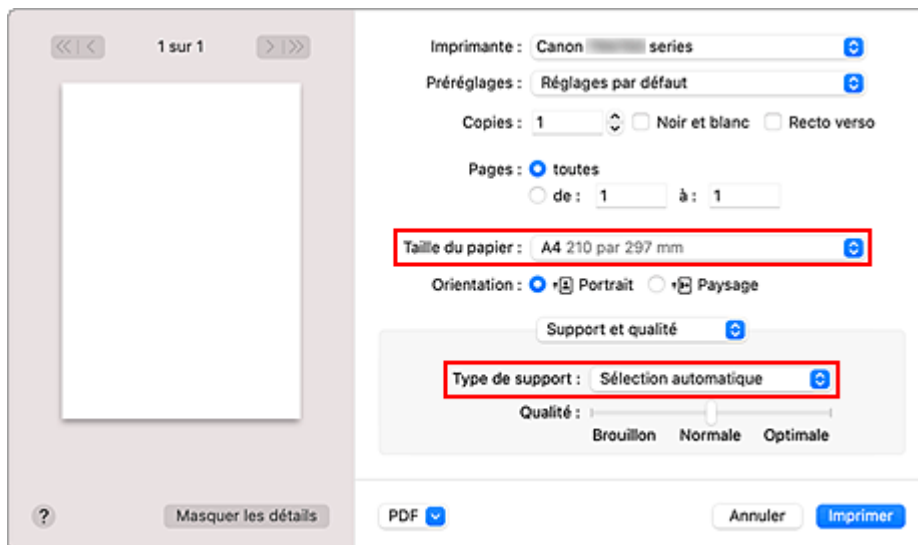 1 sur 1
Imprimante : Canon series
Préréglages : Réglages par défaut
Copies : 1 Noir et blanc Recto verso
Pages : toutes
de : 1 à : 1
Taille du papier : A4 210 par 297 mm
Orientation : Portrait Paysage
Support et qualité
Type de support : Sélection automatique
Qualité :
Brouillon Normale Optimale
? Masquer les détails PDF Annuler Imprimer